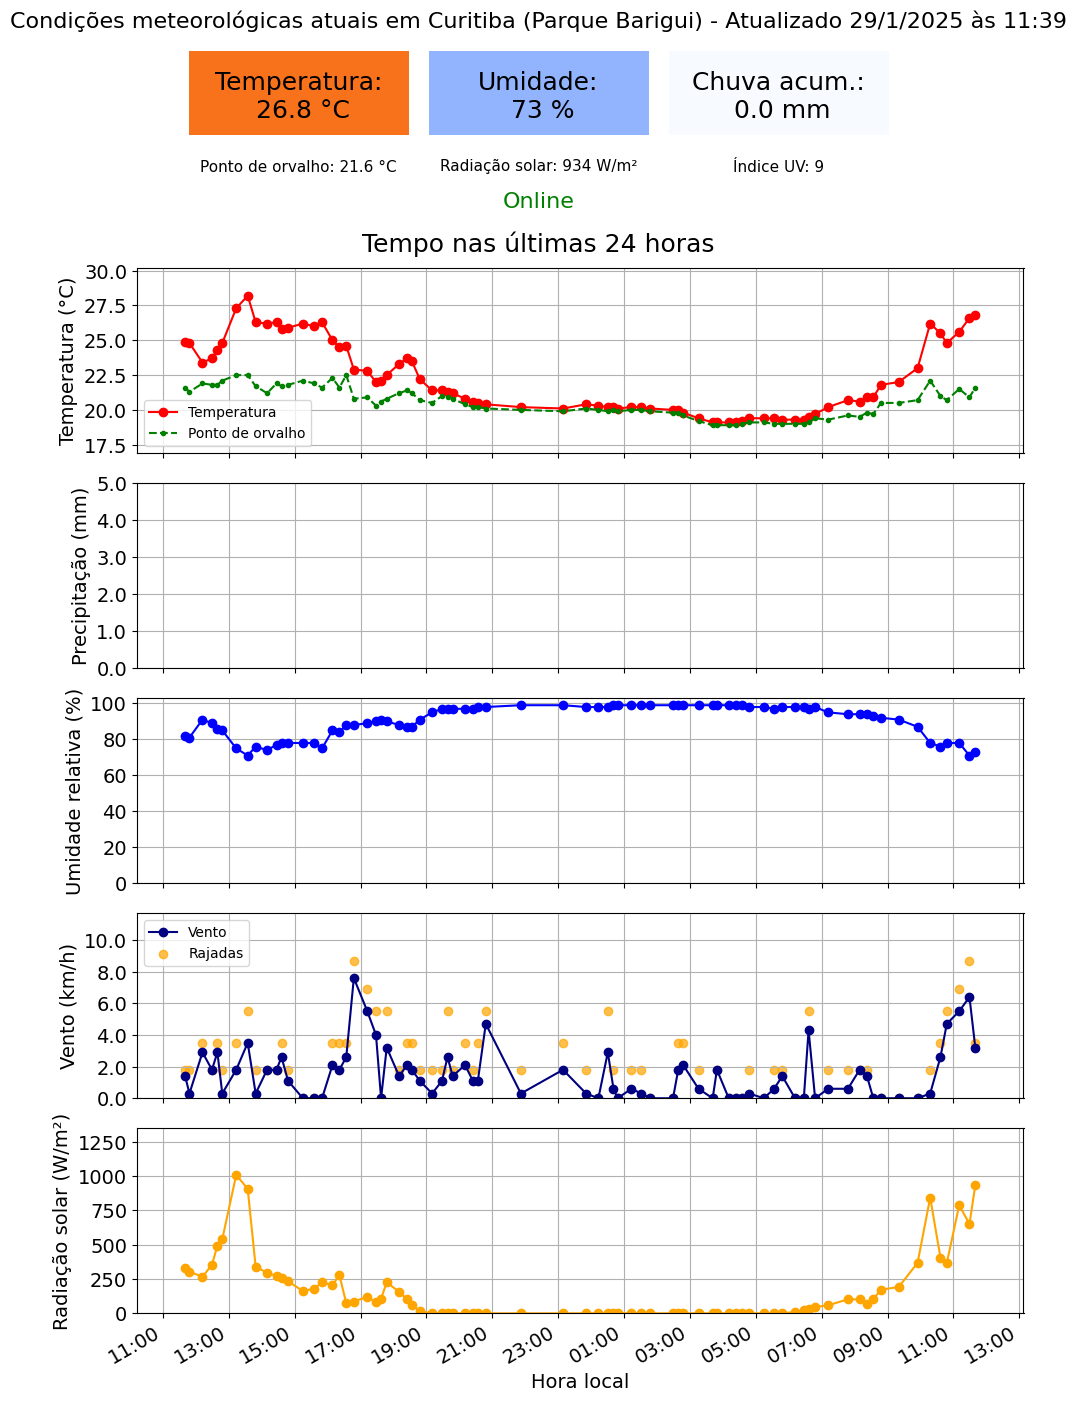 Condições meteorológicas atuais em Curitiba (Parque Barigui) - Atualizado 29/1/2025 às 11:39
Temperatura:
26.8 °C
Umidade:
73 %
Chuva acum.:
0.0 mm
Ponto de orvalho: 21.6 °C
Radiação solar: 934 W/m²
Índice UV: 9
Online
Tempo nas últimas 24 horas
Temperatura (°C)
30.0
27.5
25.0
22.5
20.0
17.5
Temperatura
Ponto de orvalho
Precipitação (mm)
5.0
4.0
3.0
2.0
1.0
0.0
Umidade relativa (%)
100
80
60
40
20
0
Vento (km/h)
10.0
8.0
6.0
4.0
2.0
0.0
Vento
Rajadas
Radiação solar (W/m²)
1250
1000
750
500
250
0
11:00
13:00
15:00
17:00
19:00
21:00
23:00
01:00
03:00
05:00
07:00
09:00
11:00
13:00
Hora local